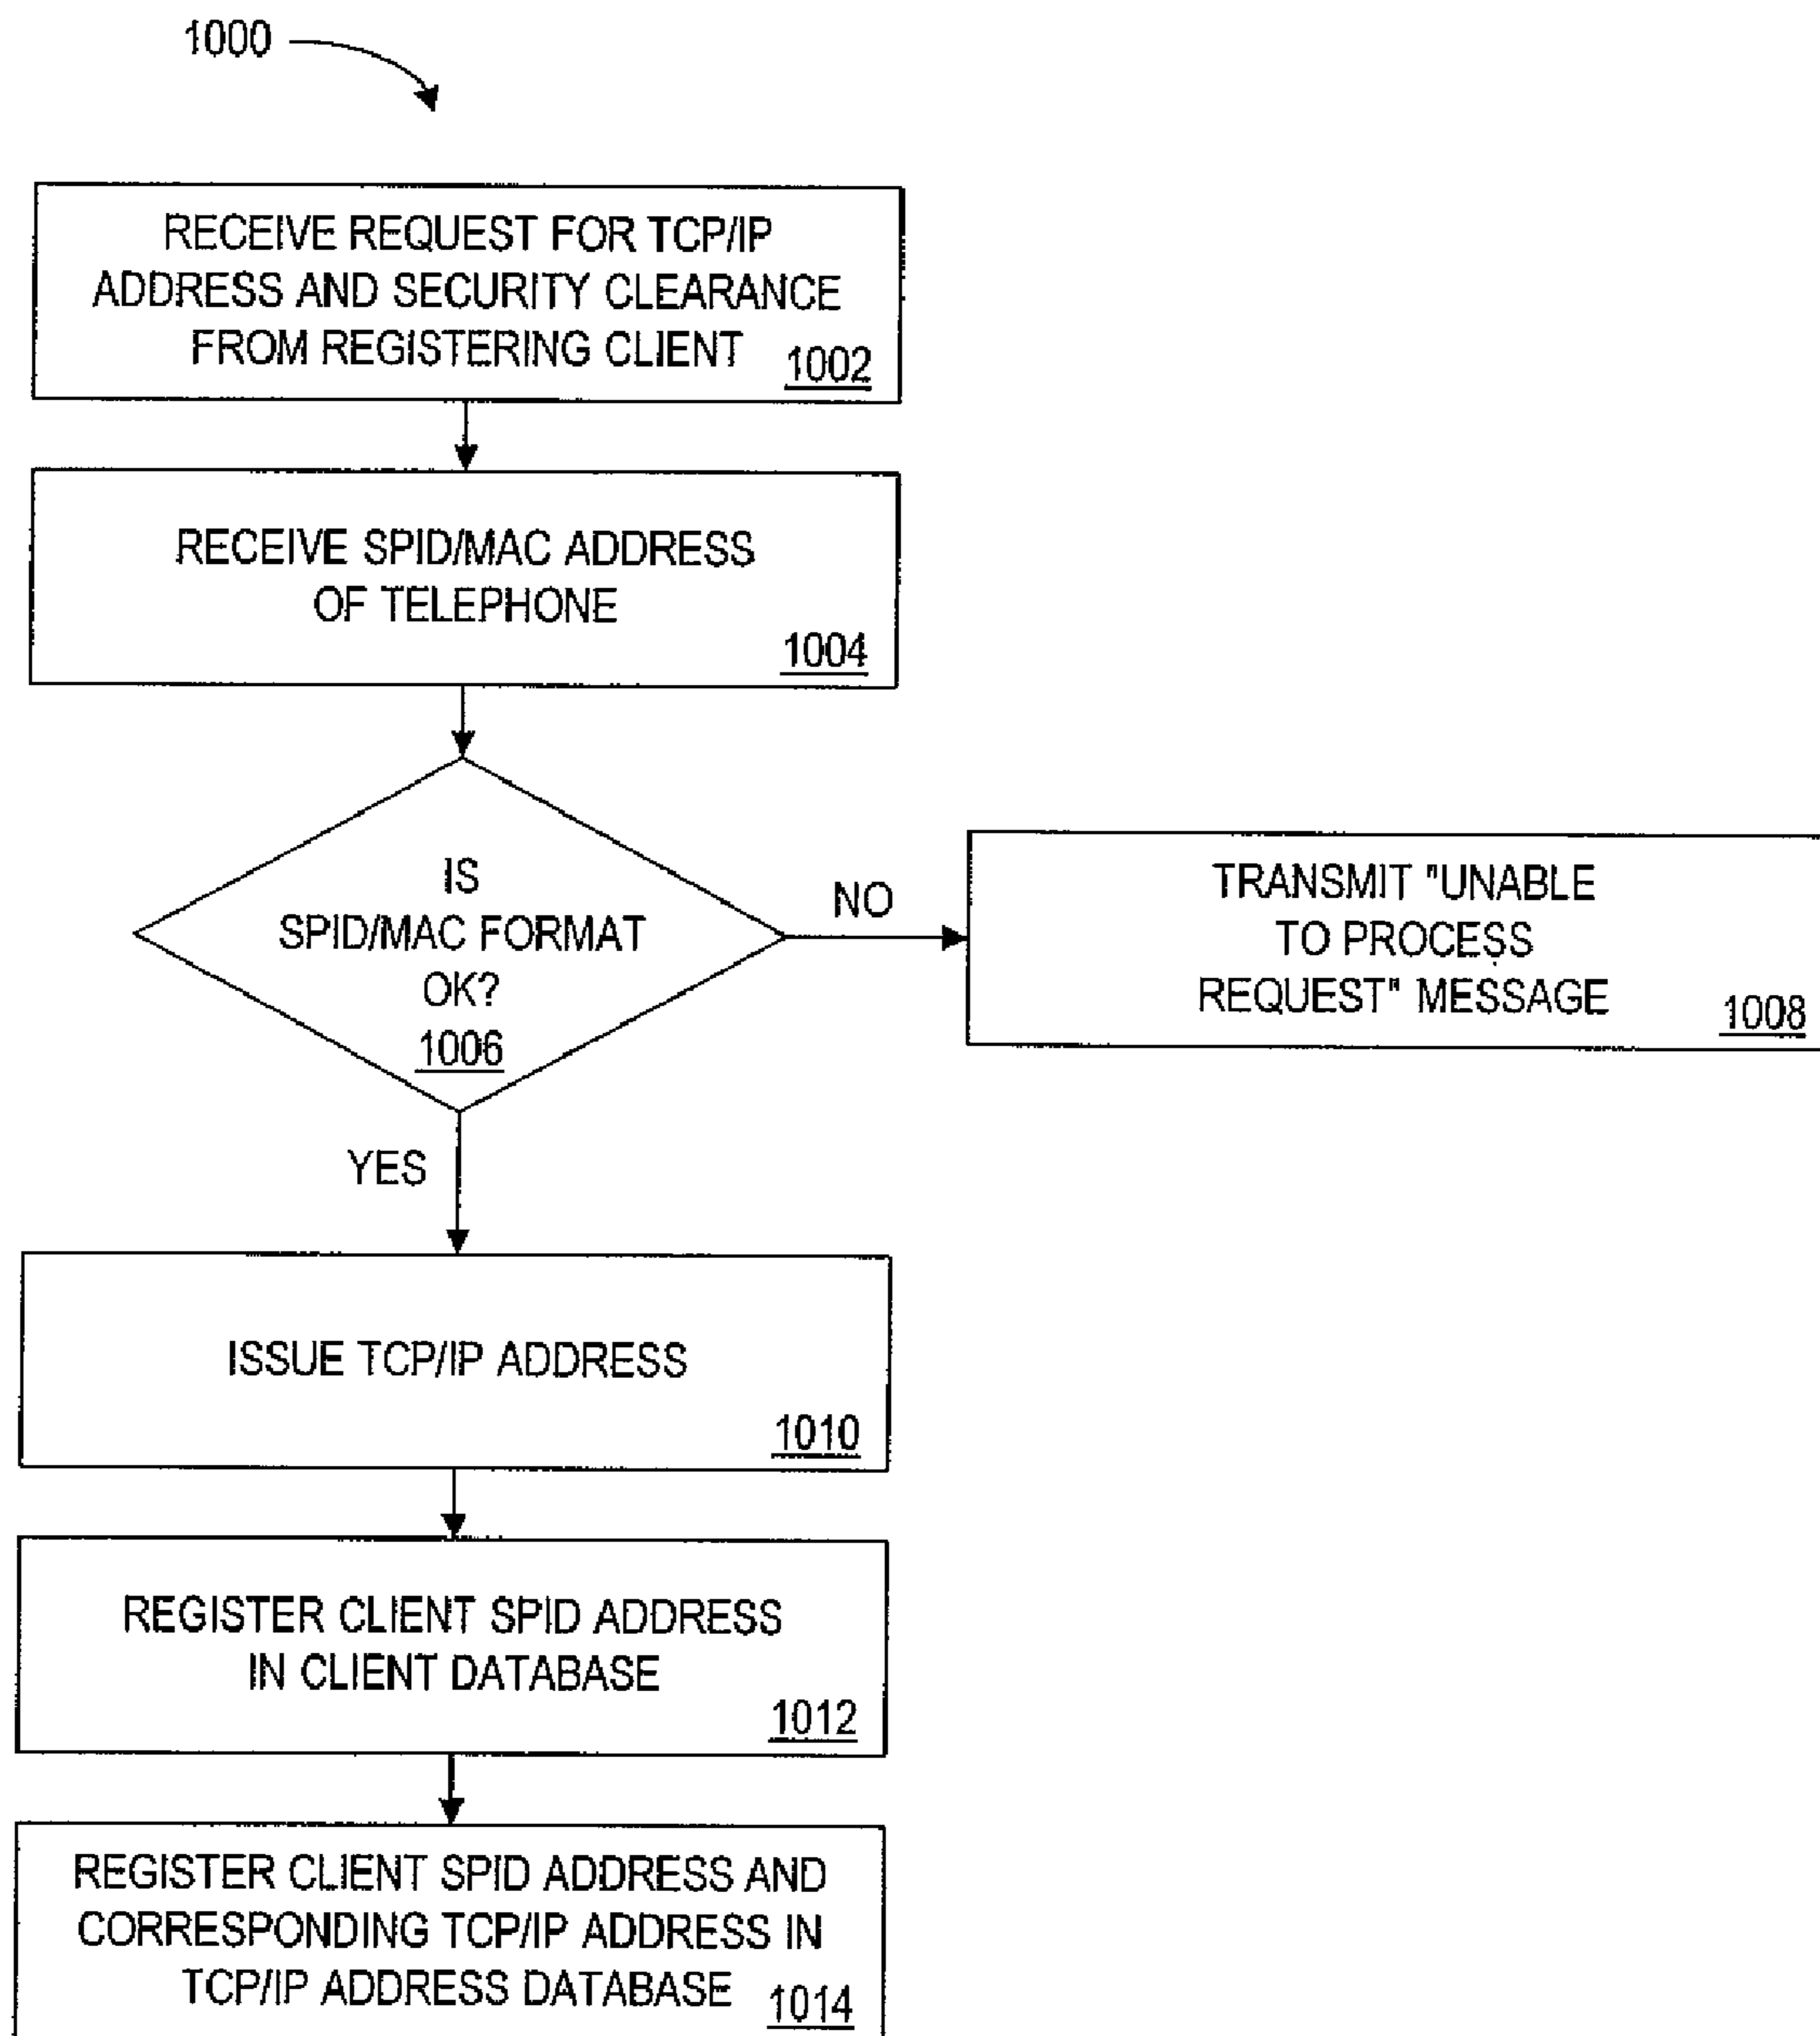 1000
RECEIVE REQUEST FOR TCP/IP
ADDRESS AND SECURITY CLEARANCE
FROM REGISTERING CLIENT
1002
RECEIVE SPID/MAC ADDRESS
OF TELEPHONE
1004
IS
SPID/MAC FORMAT
OK?
1006
NO
TRANSMIT "UNABLE
TO PROCESS
REQUEST" MESSAGE
1008
YES
ISSUE TCP/IP ADDRESS
1010
REGISTER CLIENT SPID ADDRESS
IN CLIENT DATABASE
1012
REGISTER CLIENT SPID ADDRESS AND
CORRESPONDING TCP/IP ADDRESS IN
TCP/IP ADDRESS DATABASE
1014